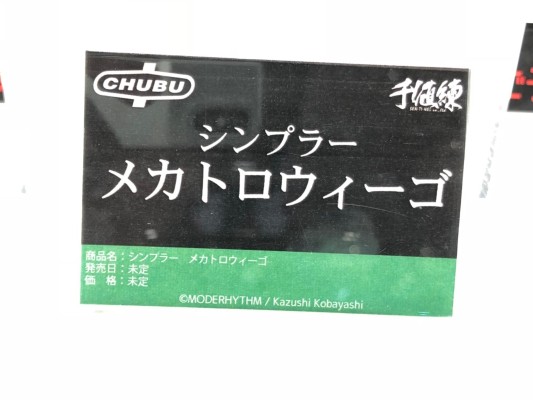 CHUBU
千値練
シンプラー
メカトロウィーゴ
商品名：シンプラー　メカトロウィーゴ
発売日：未定
価　格：未定
©MODERHYTHM / Kazushi Kobayashi